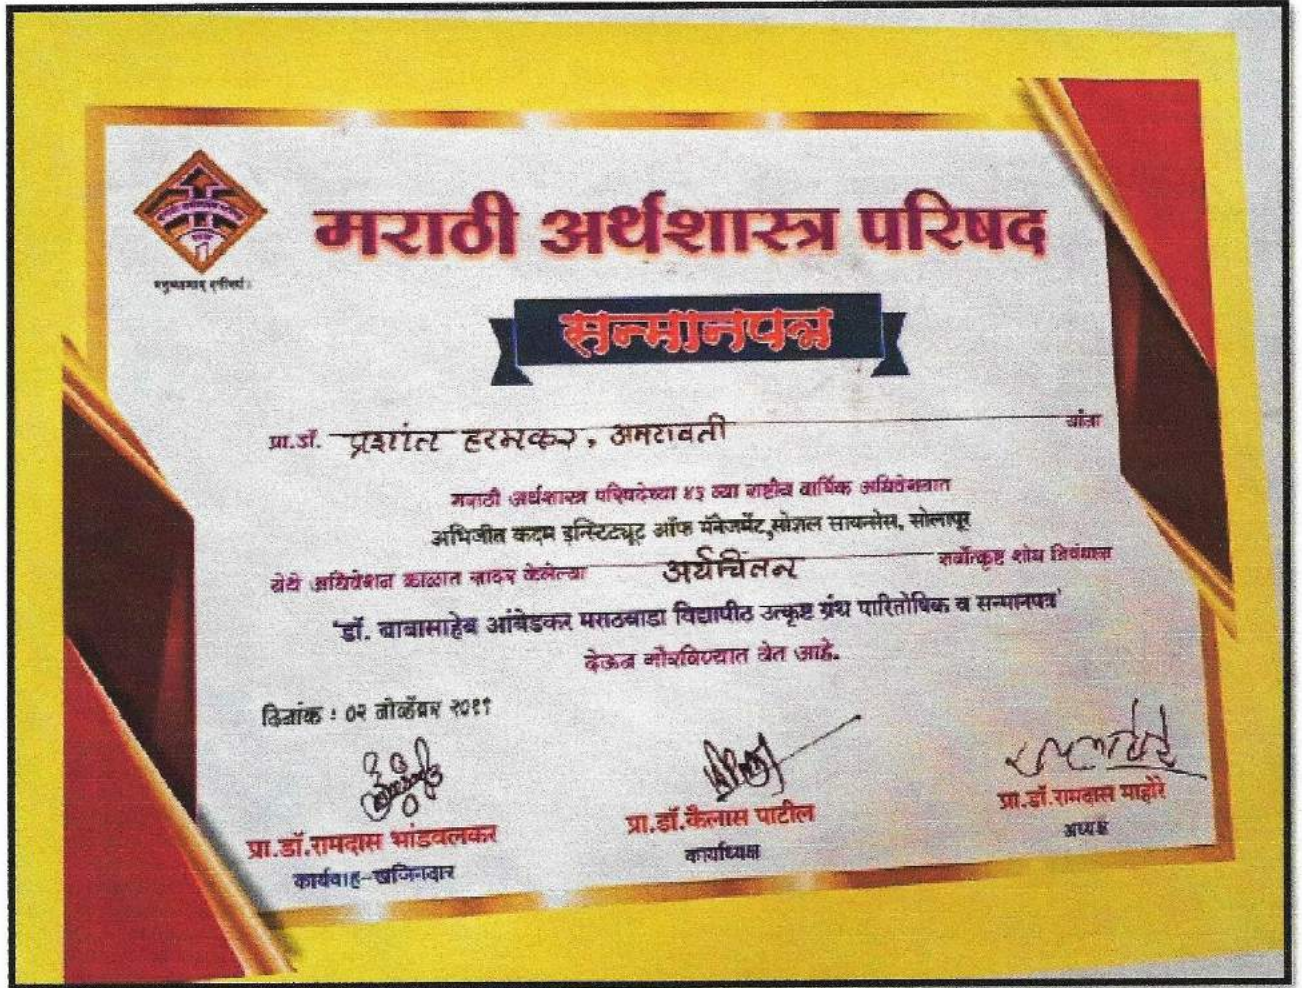 मराठी अर्थशास्त्र परिषद
सन्मानपत्र
प्रा.डॉ. प्रशांत हरमकर, अमरावती यांना
मराठी अर्थशास्त्र परिषदेच्या ४३ व्या राष्ट्रीय वार्षिक अधिवेशनात
अभिजीत कदम इन्स्टिट्युट ऑफ मॅनेजमेंट,सोशल सायन्सेस, सोलापूर
येथे अधिवेशन काळात सादर केलेल्या अर्थचिंतन सर्वोत्कृष्ट शोध निबंधास
'डॉ. बाबासाहेब आंबेडकर मराठवाडा विद्यापीठ उत्कृष्ट ग्रंथ पारितोषिक व सन्मानपत्र'
देऊन गौरविण्यात येत आहे.
दिनांक : ०२ नोव्हेंबर २०१९
प्रा.डॉ.रामदास भांडवलकर
कार्यवाह-खजिनदार
प्रा.डॉ.कैलास पाटील
कार्याध्यक्ष
प्रा.डॉ.रामदास माहोरे
अध्यक्ष